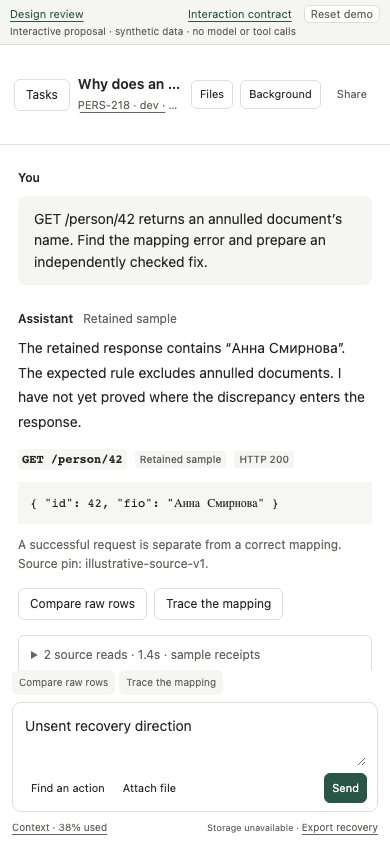 Design review
Interaction contract
Reset demo
Interactive proposal · synthetic data · no model or tool calls
Tasks
Why does an ...
PERS-218 · dev · ...
Files
Background
Share
You
GET /person/42 returns an annulled document’s
name. Find the mapping error and prepare an
independently checked fix.
Assistant Retained sample
The retained response contains “Анна Смирнова”.
The expected rule excludes annulled documents. I
have not yet proved where the discrepancy enters the
response.
GET /person/42 Retained sample HTTP 200
{ "id": 42, "fio": "Анна Смирнова" }
A successful request is separate from a correct mapping.
Source pin: illustrative-source-v1.
Compare raw rows Trace the mapping
▶ 2 source reads · 1.4s · sample receipts
Compare raw rows Trace the mapping
Unsent recovery direction
Find an action Attach file Send
Context · 38% used Storage unavailable · Export recovery